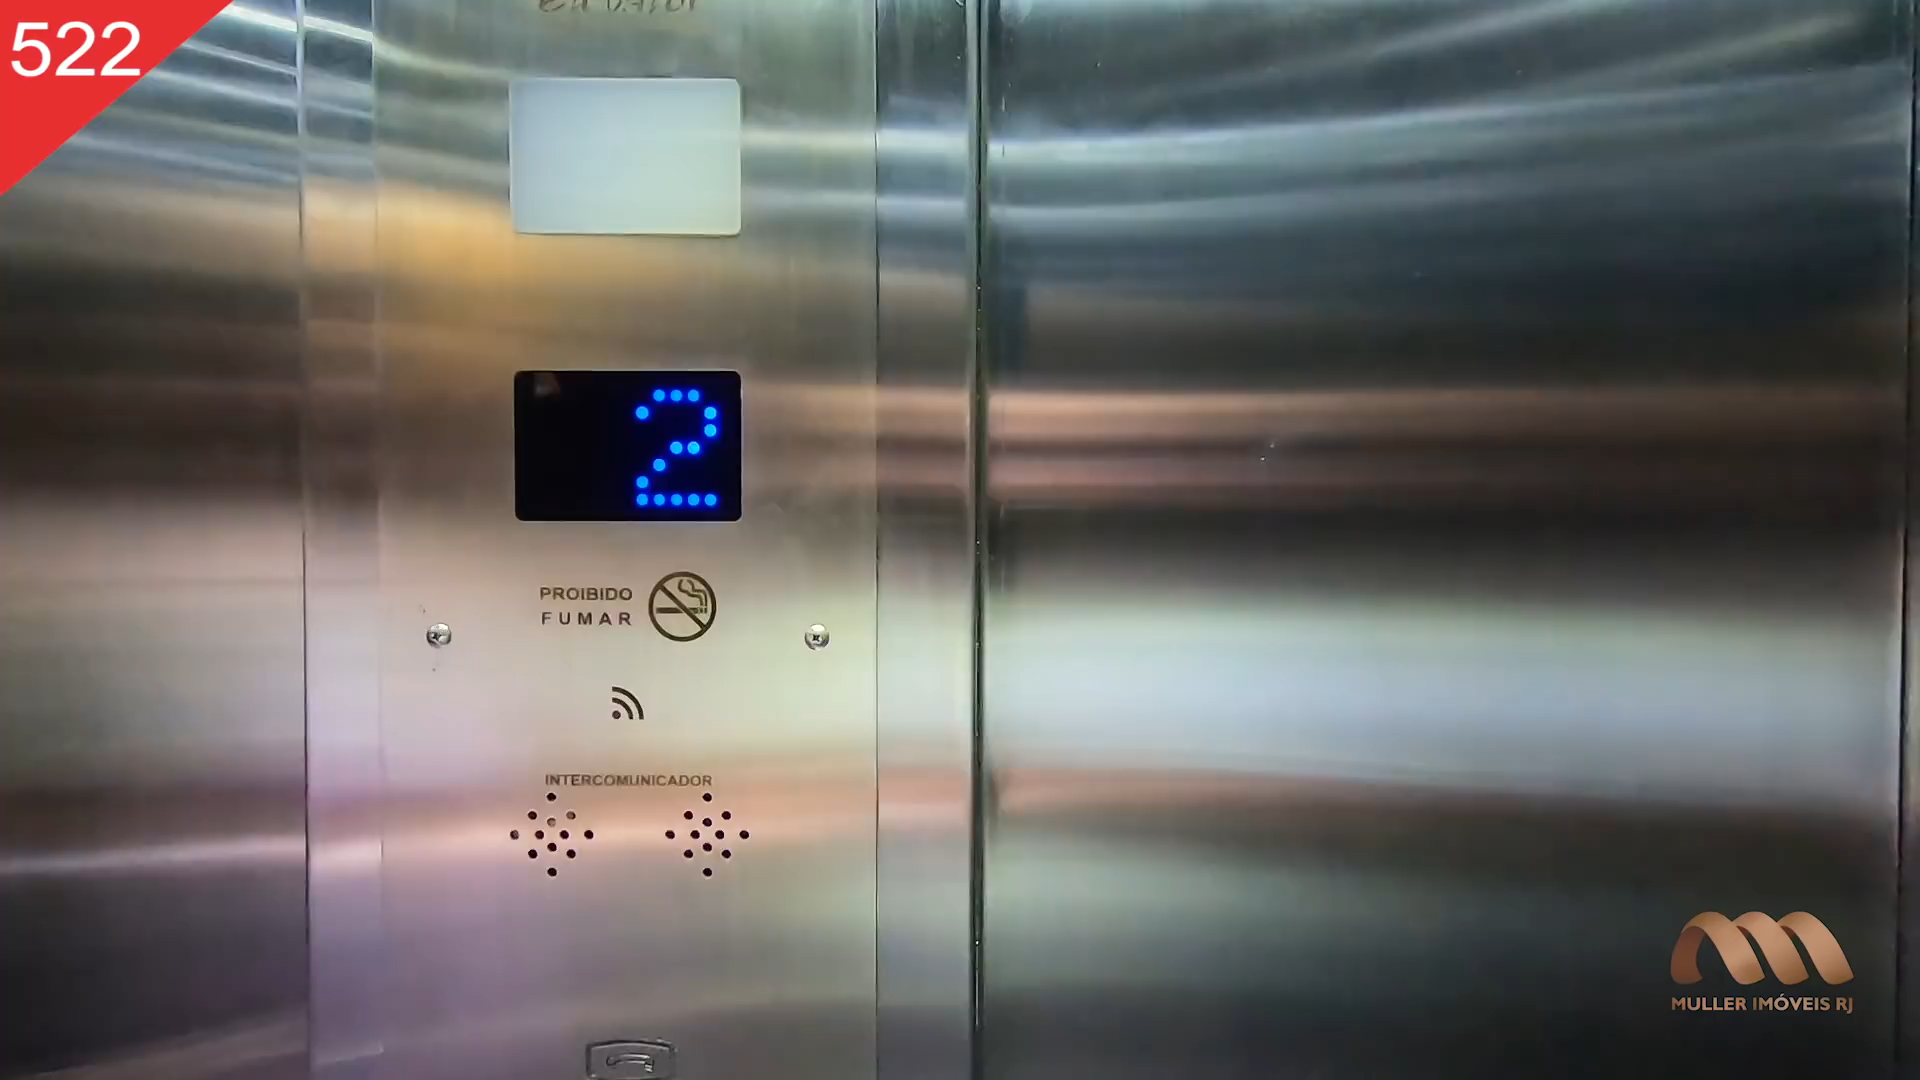 522
2
PROIBIDO
FUMAR
INTERCOMUNICADOR
MULLER IMÓVEIS RJ